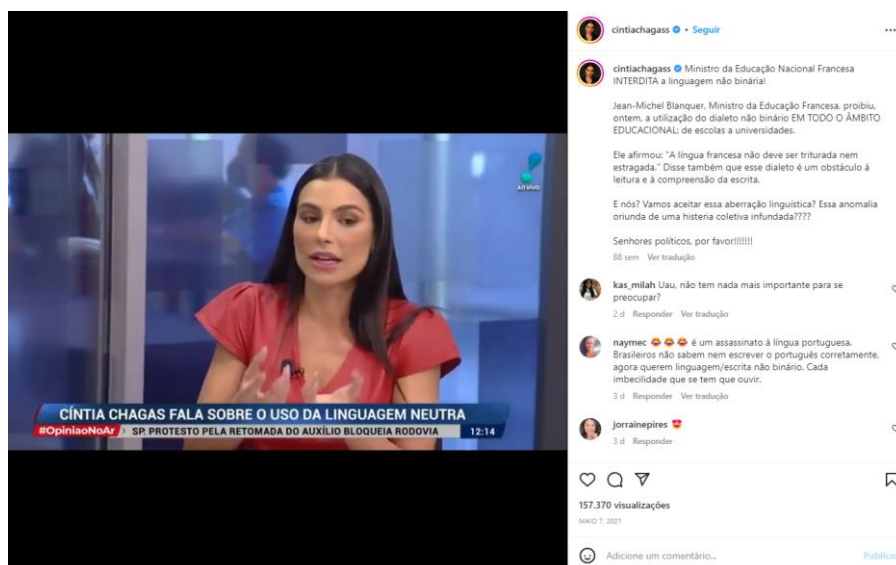 cintiachagass • Seguir
cintiachagass Ministro da Educação Nacional Francesa
INTERDITA a linguagem não binária!
Jean-Michel Blanquer, Ministro da Educação Francesa, proibiu,
ontem, a utilização do dialeto não binário EM TODO O ÂMBITO
EDUCACIONAL: de escolas a universidades.
Ele afirmou: "A língua francesa não deve ser triturada nem
estragada." Disse também que esse dialeto é um obstáculo à
leitura e à compreensão da escrita.
E nós? Vamos aceitar essa aberração linguística? Essa anomalia
oriunda de uma histeria coletiva infundada????
Senhores políticos, por favor!!!!!!!
88 sem Ver tradução
kas_milah Uau, não tem nada mais importante para se
preocupar?
2 d Responder Ver tradução
naymec 😂😂😂 é um assassinato à língua portuguesa.
Brasileiros não sabem nem escrever o português corretamente,
agora querem linguagem/escrita não binário. Cada
imbecilidade que se tem que ouvir.
3 d Responder Ver tradução
jorrainepires 😍
3 d Responder
157.370 visualizações
MAIO 7, 2021
Adicione um comentário...
Publicar
AO VIVO
CÍNTIA CHAGAS FALA SOBRE O USO DA LINGUAGEM NEUTRA
#OpiniaoNoAr SP: PROTESTO PELA RETOMADA DO AUXÍLIO BLOQUEIA RODOVIA 12:14